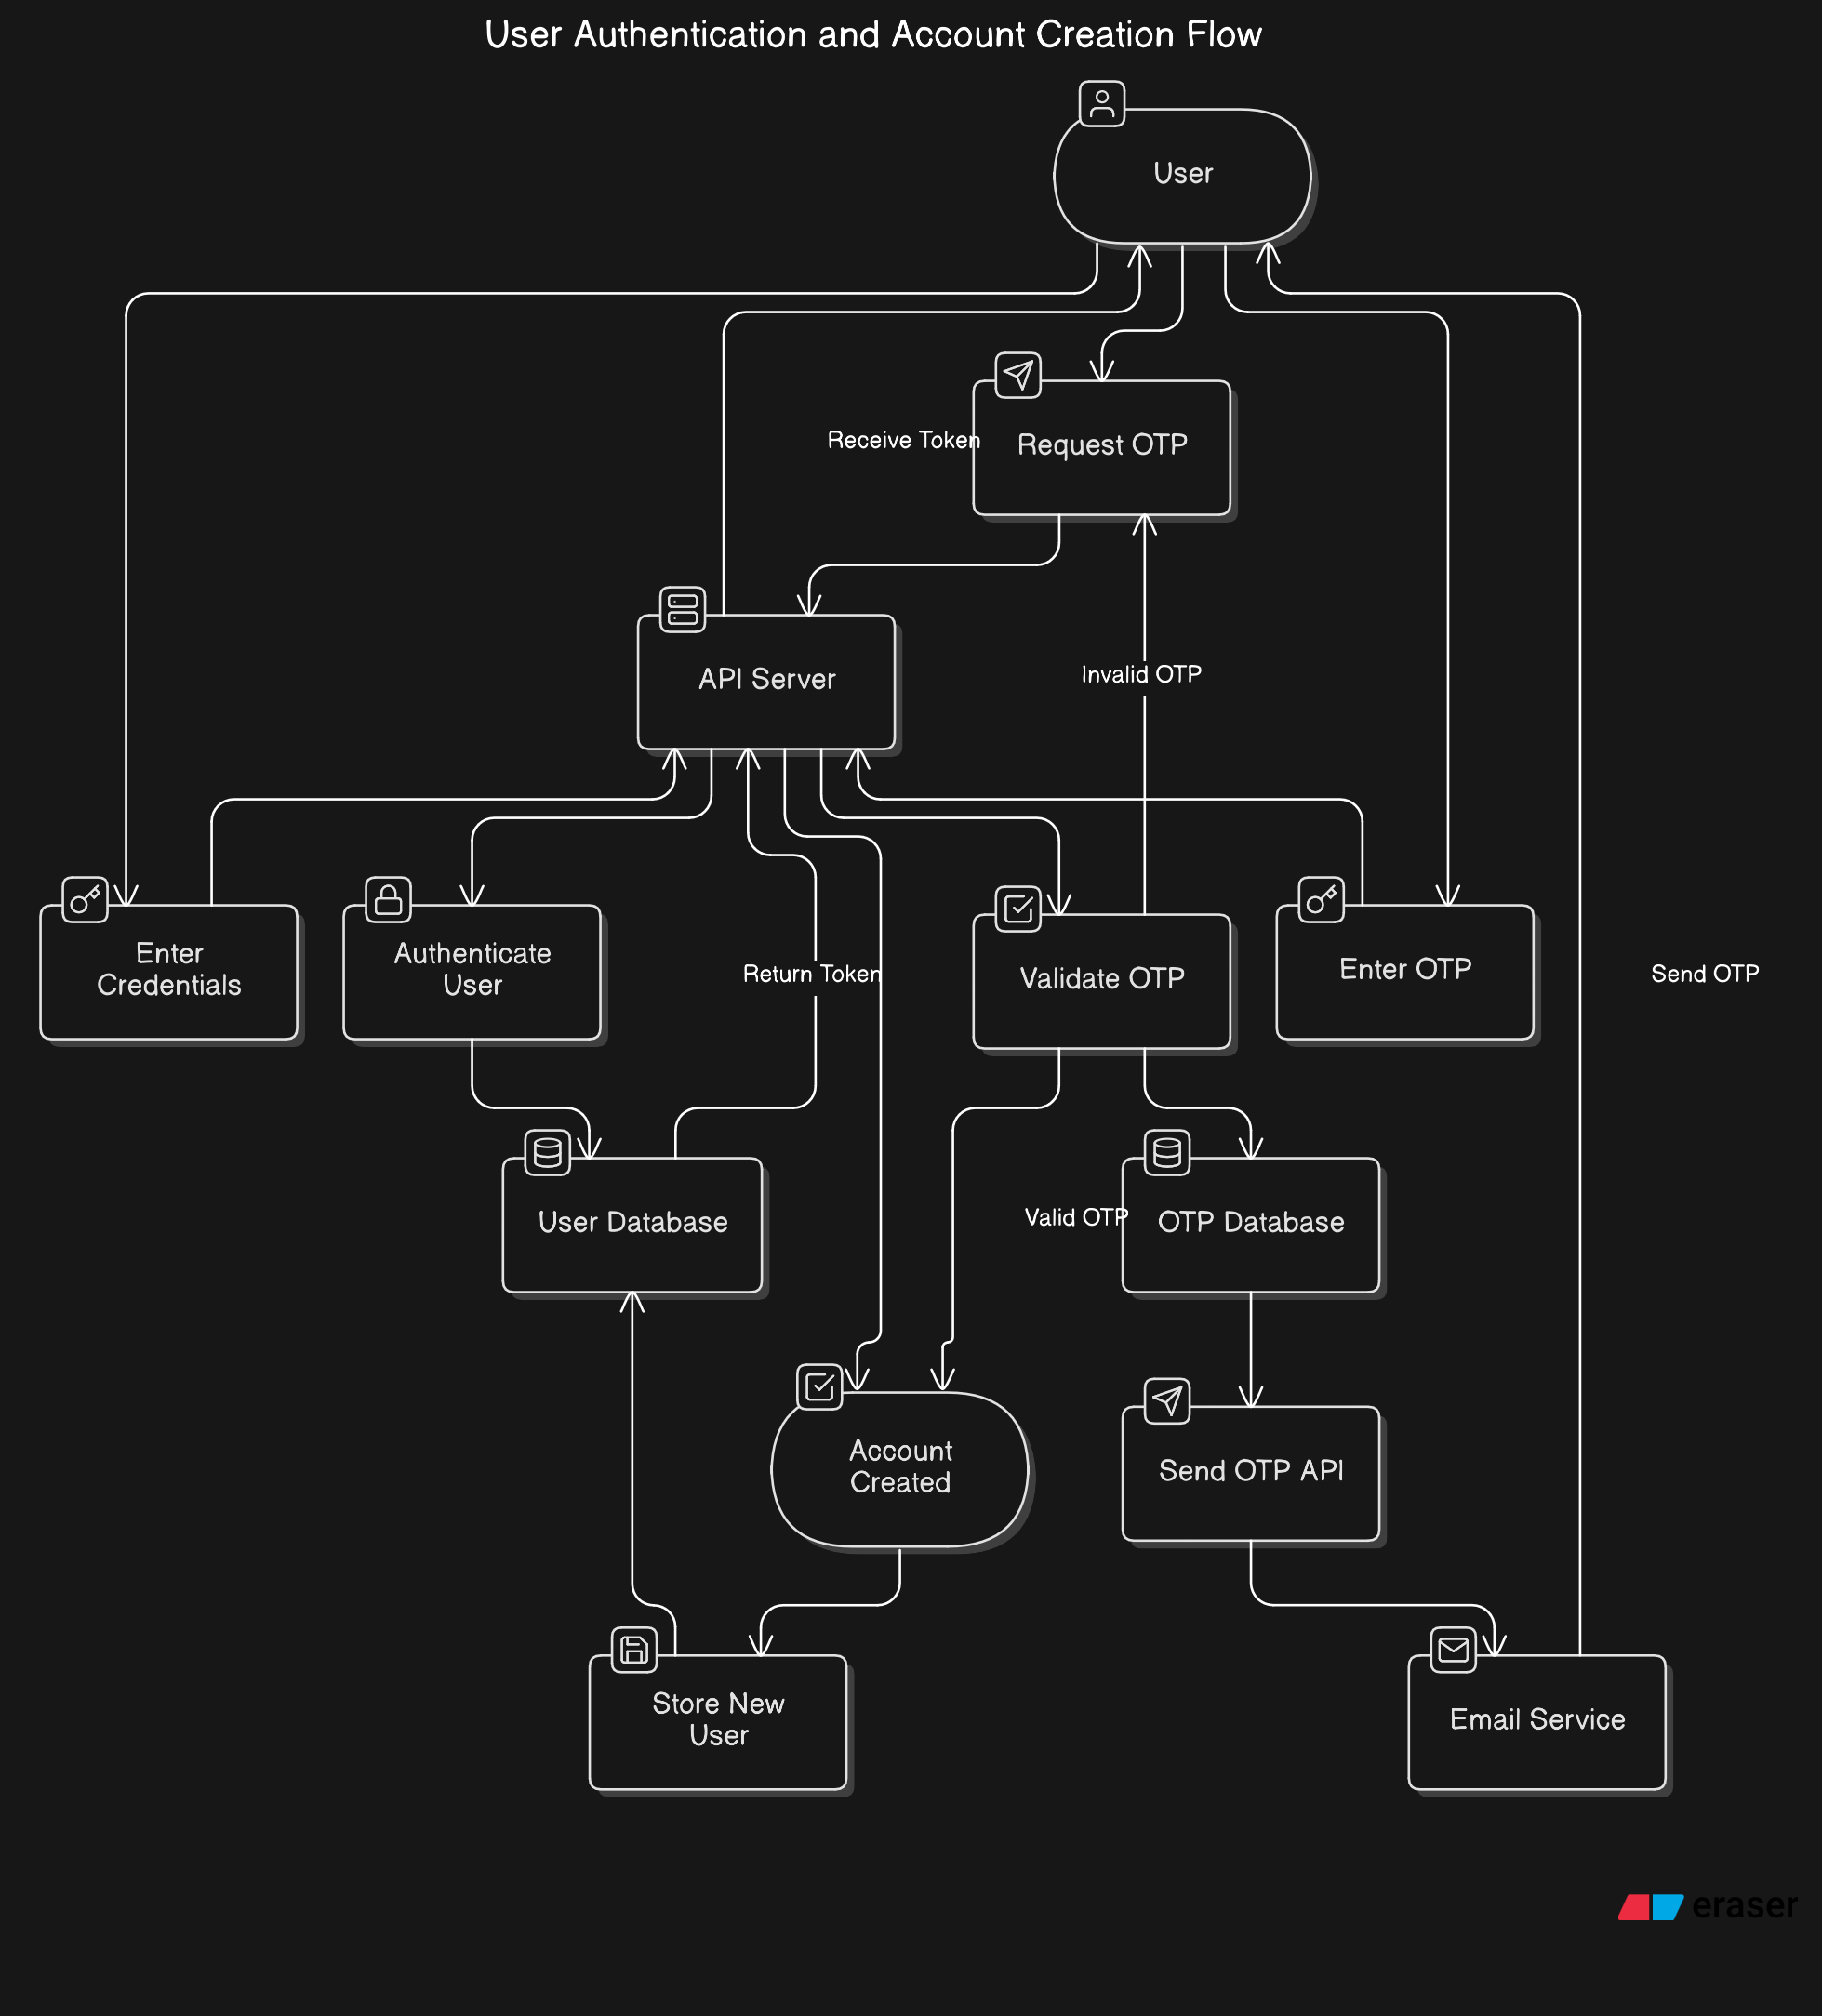 User Authentication and Account Creation Flow
User
Receive Token
Request OTP
API Server
Invalid OTP
Enter
Credentials
Authenticate
User
Return Token
Validate OTP
Enter OTP
Send OTP
User Database
Valid OTP
OTP Database
Account
Created
Send OTP API
Store New
User
Email Service
eraser